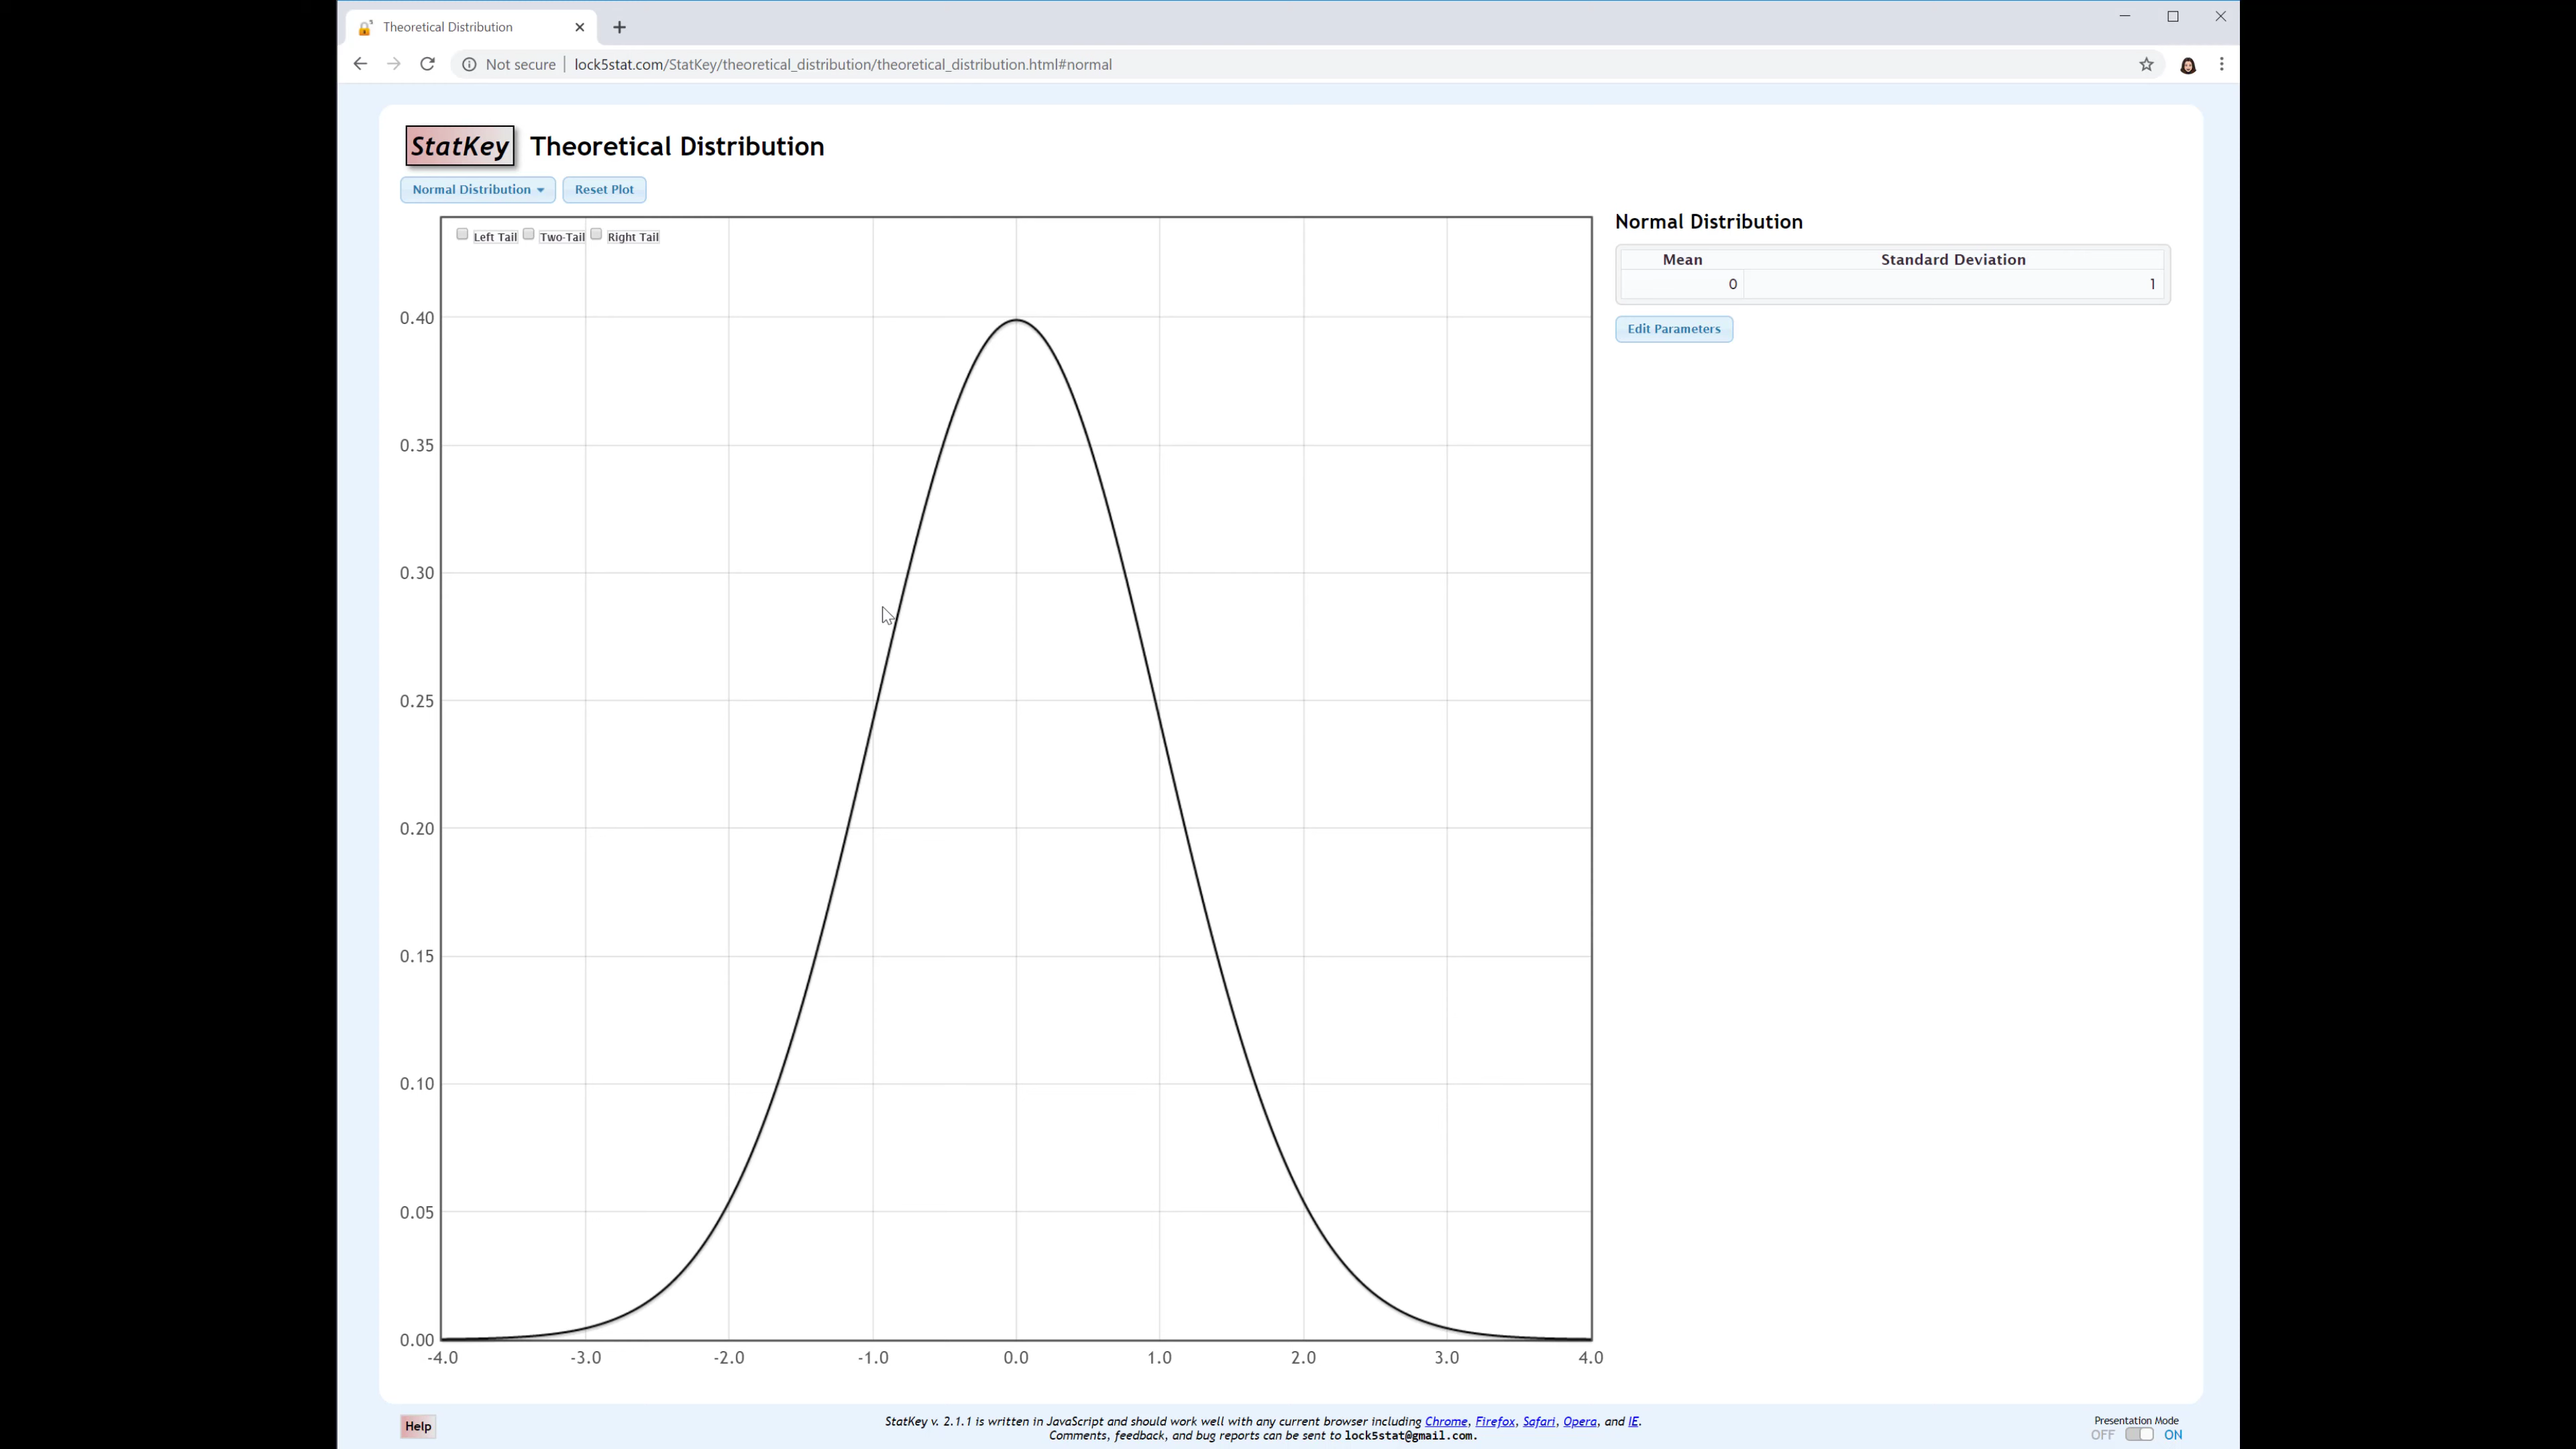 Theoretical Distribution
Not secure lock5stat.com/StatKey/theoretical_distribution/theoretical_distribution.html#normal
StatKey Theoretical Distribution
Normal Distribution Reset Plot
Left Tail Two-Tail Right Tail
0.40
0.35
0.30
0.25
0.20
0.15
0.10
0.05
0.00
-4.0 -3.0 -2.0 -1.0 0.0 1.0 2.0 3.0 4.0
Normal Distribution
Mean Standard Deviation
0 1
Edit Parameters
Help
StatKey v. 2.1.1 is written in JavaScript and should work well with any current browser including Chrome, Firefox, Safari, Opera, and IE.
Comments, feedback, and bug reports can be sent to lock5stat@gmail.com.
Presentation Mode
OFF ON